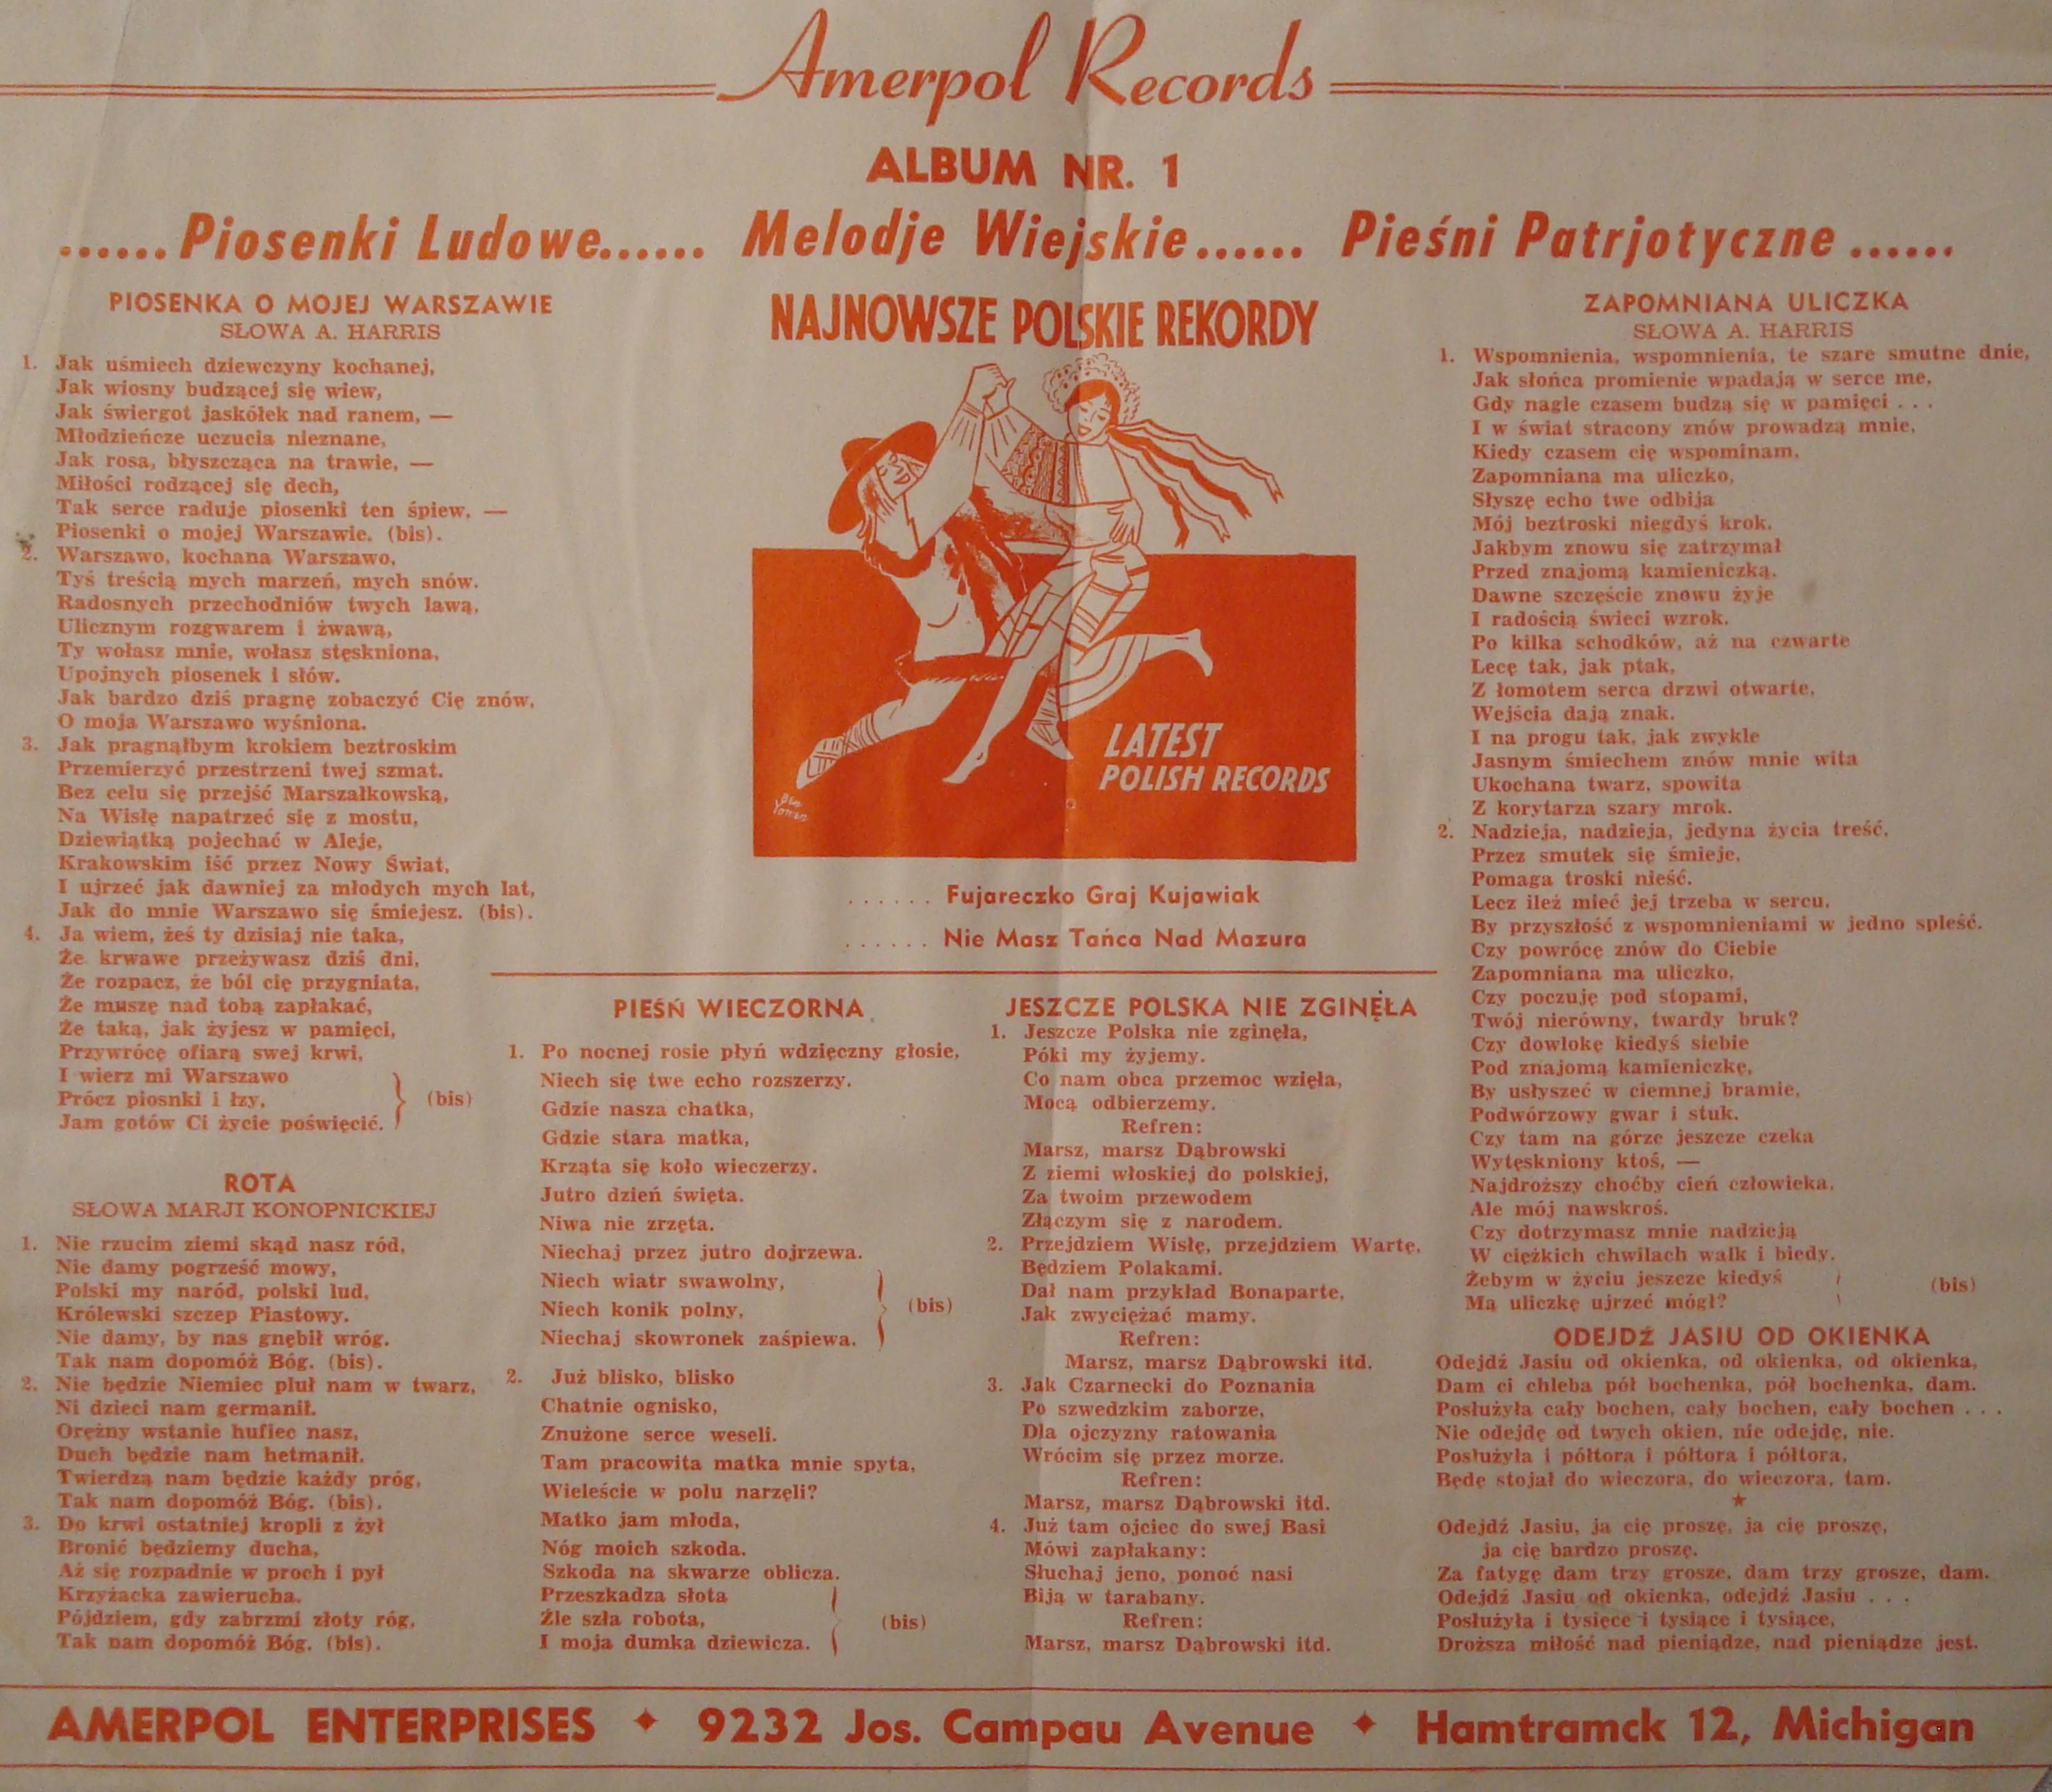 Amerpol Records
ALBUM NR. 1
......Piosenki Ludowe...... Melodje Wiejskie...... Pieśni Patrjotyczne......
PIOSENKA O MOJEJ WARSZAWIE
SŁOWA A. HARRIS
1. Jak uśmiech dziewczyny kochanej,
Jak wiosny budzącej się wiew,
Jak świergot jaskółek nad ranem, —
Młodzieńcze uczucia nieznane,
Jak rosa, błyszcząca na trawie, —
Miłości rodzącej się dech,
Tak serce raduje piosenki ten śpiew, —
Piosenki o mojej Warszawie. (bis).
2. Warszawo, kochana Warszawo,
Tyś treścią mych marzeń, mych snów.
Radosnych przechodniów twych lawą,
Ulicznym rozgwarem i żwawą,
Ty wołasz mnie, wołasz stęskniona,
Upojnych piosenek i słów.
Jak bardzo dziś pragnę zobaczyć Cię znów,
O moja Warszawo wyśniona.
3. Jak pragnąłbym krokiem beztroskim
Przemierzyć przestrzeni twej szmat.
Bez celu się przejść Marszałkowską,
Na Wisłę napatrzeć się z mostu,
Dziewiątką pojechać w Aleje,
Krakowskim iść przez Nowy Świat,
I ujrzeć jak dawniej za młodych mych lat,
Jak do mnie Warszawo się śmiejesz. (bis).
4. Ja wiem, żeś ty dzisiaj nie taka,
Że krwawe przeżywasz dziś dni,
Że rozpacz, że ból cię przygniata,
Że muszę nad tobą zapłakać,
Że taką, jak żyjesz w pamięci,
Przywrócę ofiarą swej krwi,
I wierz mi Warszawo
Prócz piosnki i łzy, (bis)
Jam gotów Ci życie poświęcić.
ROTA
SŁOWA MARJI KONOPNICKIEJ
1. Nie rzucim ziemi skąd nasz ród,
Nie damy pogrześć mowy,
Polski my naród, polski lud,
Królewski szczep Piastowy.
Nie damy, by nas gnębił wróg.
Tak nam dopomóż Bóg. (bis).
2. Nie będzie Niemiec pluł nam w twarz,
Ni dzieci nam germanił.
Orężny wstanie hufiec nasz,
Duch będzie nam hetmanił.
Twierdzą nam będzie każdy próg,
Tak nam dopomóż Bóg. (bis).
3. Do krwi ostatniej kropli z żył
Bronić będziemy ducha,
Aż się rozpadnie w proch i pył
Krzyżacka zawierucha.
Pójdziem, gdy zabrzmi złoty róg,
Tak nam dopomóż Bóg. (bis).
NAJNOWSZE POLSKIE REKORDY
LATEST
POLISH RECORDS
Ben
...... Fujareczko Graj Kujawiak
...... Nie Masz Tańca Nad Mazura
PIEŚŃ WIECZORNA
1. Po nocnej rosie płyń wdzięczny głosie,
Niech się twe echo rozszerzy.
Gdzie nasza chatka,
Gdzie stara matka,
Krząta się koło wieczerzy.
Jutro dzień święta.
Niwa nie zrzęta.
Niechaj przez jutro dojrzewa.
Niech wiatr swawolny,
Niech konik polny, (bis)
Niechaj skowronek zaśpiewa.
2. Już blisko, blisko
Chatnie ognisko,
Znużone serce weseli.
Tam pracowita matka mnie spyta,
Wieleście w polu narzęli?
Matko jam młoda,
Nóg moich szkoda.
Szkoda na skwarze oblicza.
Przeszkadza słota
Źle szła robota, (bis)
I moja dumka dziewicza.
JESZCZE POLSKA NIE ZGINĘŁA
1. Jeszcze Polska nie zginęła,
Póki my żyjemy.
Co nam obca przemoc wzięła,
Mocą odbierzemy.
Refren:
Marsz, marsz Dąbrowski
Z ziemi włoskiej do polskiej,
Za twoim przewodem
Złączym się z narodem.
2. Przejdziem Wisłę, przejdziem Wartę,
Będziem Polakami.
Dał nam przykład Bonaparte,
Jak zwyciężać mamy.
Refren:
Marsz, marsz Dąbrowski itd.
3. Jak Czarnecki do Poznania
Po szwedzkim zaborze,
Dla ojczyzny ratowania
Wrócim się przez morze.
Refren:
Marsz, marsz Dąbrowski itd.
4. Już tam ojciec do swej Basi
Mówi zapłakany:
Słuchaj jeno, ponoć nasi
Biją w tarabany.
Refren:
Marsz, marsz Dąbrowski itd.
ZAPOMNIANA ULICZKA
SŁOWA A. HARRIS
1. Wspomnienia, wspomnienia, te szare smutne dnie,
Jak słońca promienie wpadają w serce me,
Gdy nagle czasem budzą się w pamięci . . .
I w świat stracony znów prowadzą mnie,
Kiedy czasem cię wspominam,
Zapomniana ma uliczko,
Słyszę echo twe odbija
Mój beztroski niegdyś krok.
Jakbym znowu się zatrzymał
Przed znajomą kamieniczką.
Dawne szczęście znowu żyje
I radością świeci wzrok.
Po kilka schodków, aż na czwarte
Lecę tak, jak ptak,
Z łomotem serca drzwi otwarte,
Wejścia dają znak.
I na progu tak, jak zwykle
Jasnym śmiechem znów mnie wita
Ukochana twarz, spowita
Z korytarza szary mrok.
2. Nadzieja, nadzieja, jedyna życia treść,
Przez smutek się śmieje,
Pomaga troski nieść.
Lecz ileż mieć jej trzeba w sercu,
By przyszłość z wspomnieniami w jedno spleść.
Czy powrócę znów do Ciebie
Zapomniana ma uliczko,
Czy poczuję pod stopami,
Twój nierówny, twardy bruk?
Czy dowlokę kiedyś siebie
Pod znajomą kamieniczkę,
By usłyszeć w ciemnej bramie,
Podwórzowy gwar i stuk.
Czy tam na górze jeszcze czeka
Wytęskniony ktoś, —
Najdroższy choćby cień człowieka,
Ale mój nawskroś.
Czy dotrzymasz mnie nadzieją
W ciężkich chwilach walk i biedy.
Żebym w życiu jeszcze kiedyś (bis)
Mą uliczkę ujrzeć mógł?
ODEJDŹ JASIU OD OKIENKA
Odejdź Jasiu od okienka, od okienka, od okienka,
Dam ci chleba pół bochenka, pół bochenka, dam.
Posłużyła cały bochen, cały bochen, cały bochen . . .
Nie odejdę od twych okien, nie odejdę, nie.
Posłużyła i półtora i półtora i półtora,
Będę stojał do wieczora, do wieczora, tam.
Odejdź Jasiu, ja cię proszę, ja cię proszę,
ja cię bardzo proszę.
Za fatygę dam trzy grosze, dam trzy grosze, dam.
Odejdź Jasiu od okienka, odejdź Jasiu . . .
Posłużyła i tysięce i tysiące i tysiące,
Droższa miłość nad pieniądze, nad pieniądze jest.
AMERPOL ENTERPRISES ✦ 9232 Jos. Campau Avenue ✦ Hamtramck 12, Michigan